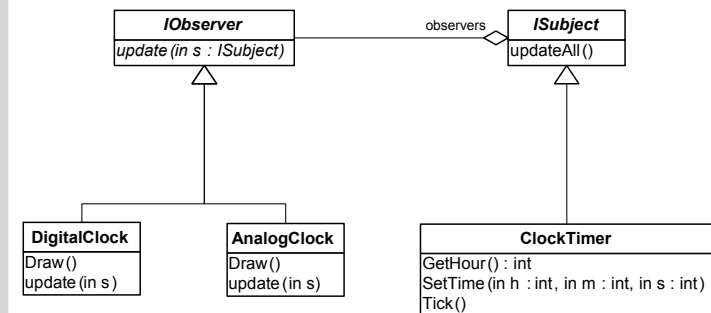 IObserver
update(in s : ISubject)
observers
ISubject
updateAll()
DigitalClock
Draw()
update(in s)
AnalogClock
Draw()
update(in s)
ClockTimer
GetHour() : int
SetTime(in h : int, in m : int, in s : int)
Tick()